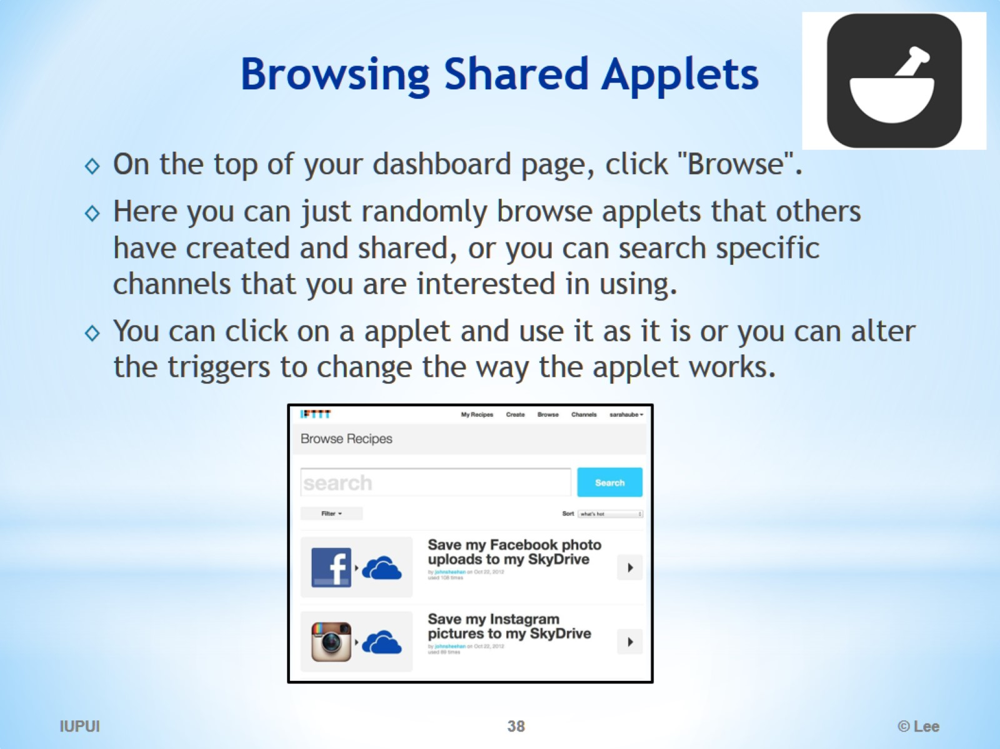 Browsing Shared Applets
On the top of your dashboard page, click "Browse".
Here you can just randomly browse applets that others
have created and shared, or you can search specific
channels that you are interested in using.
You can click on a applet and use it as it is or you can alter
the triggers to change the way the applet works.
IFTTT My Recipes Create Browse Channels sarahaube
Browse Recipes
search Search
Filter Sort what's hot
Save my Facebook photo
uploads to my SkyDrive
by johnsheehan on Oct 22, 2012
used 108 times
Save my Instagram
pictures to my SkyDrive
by johnsheehan on Oct 22, 2012
used 89 times
IUPUI 38 © Lee